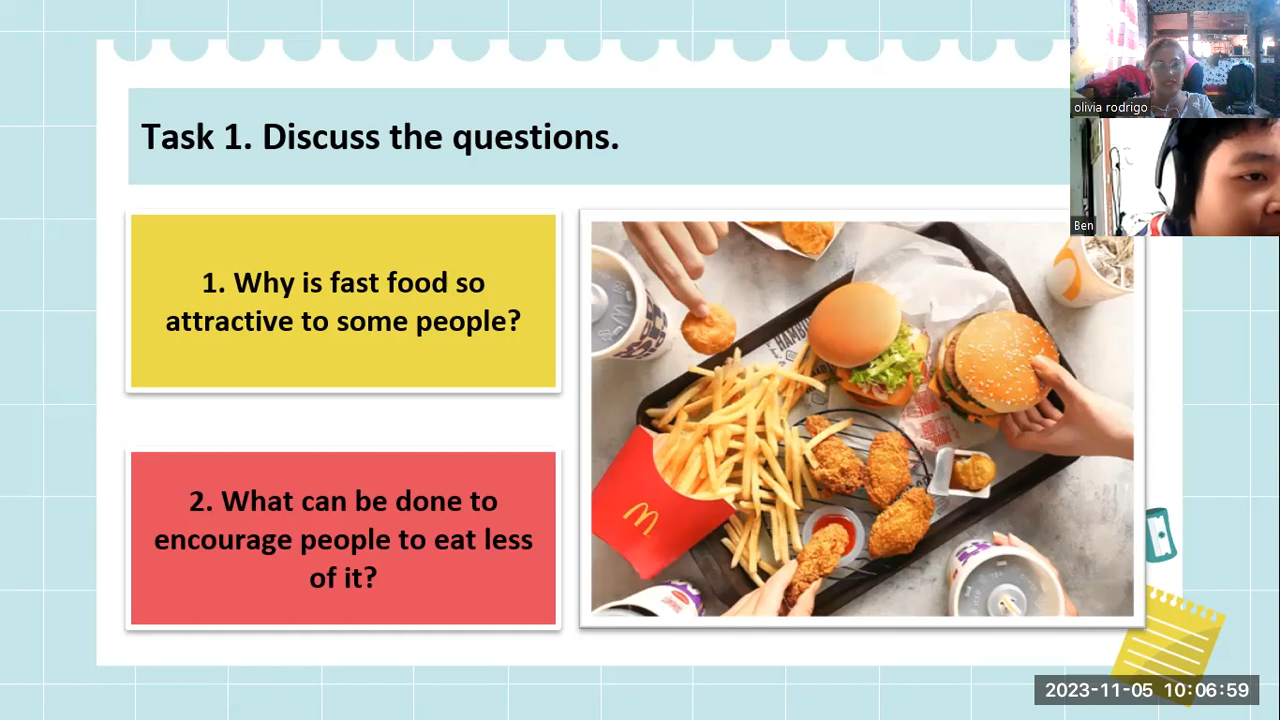 Task 1. Discuss the questions.
olivia rodrigo
Ben
1. Why is fast food so
attractive to some people?
2. What can be done to
encourage people to eat less
of it?
2023-11-05 10:06:59